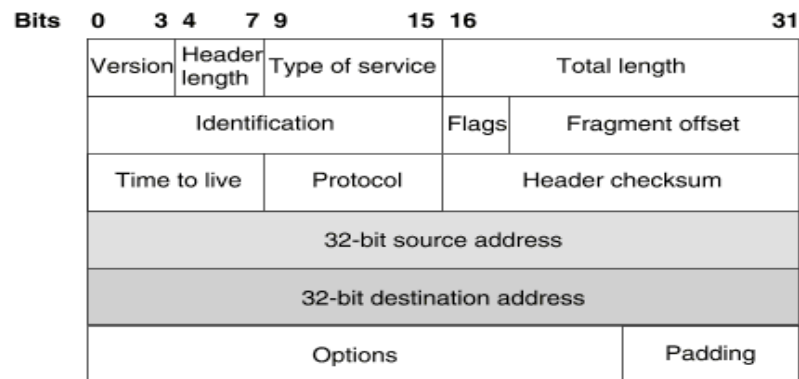 Bits 0 3 4 7 9 15 16 31
Version Header length Type of service Total length
Identification Flags Fragment offset
Time to live Protocol Header checksum
32-bit source address
32-bit destination address
Options Padding